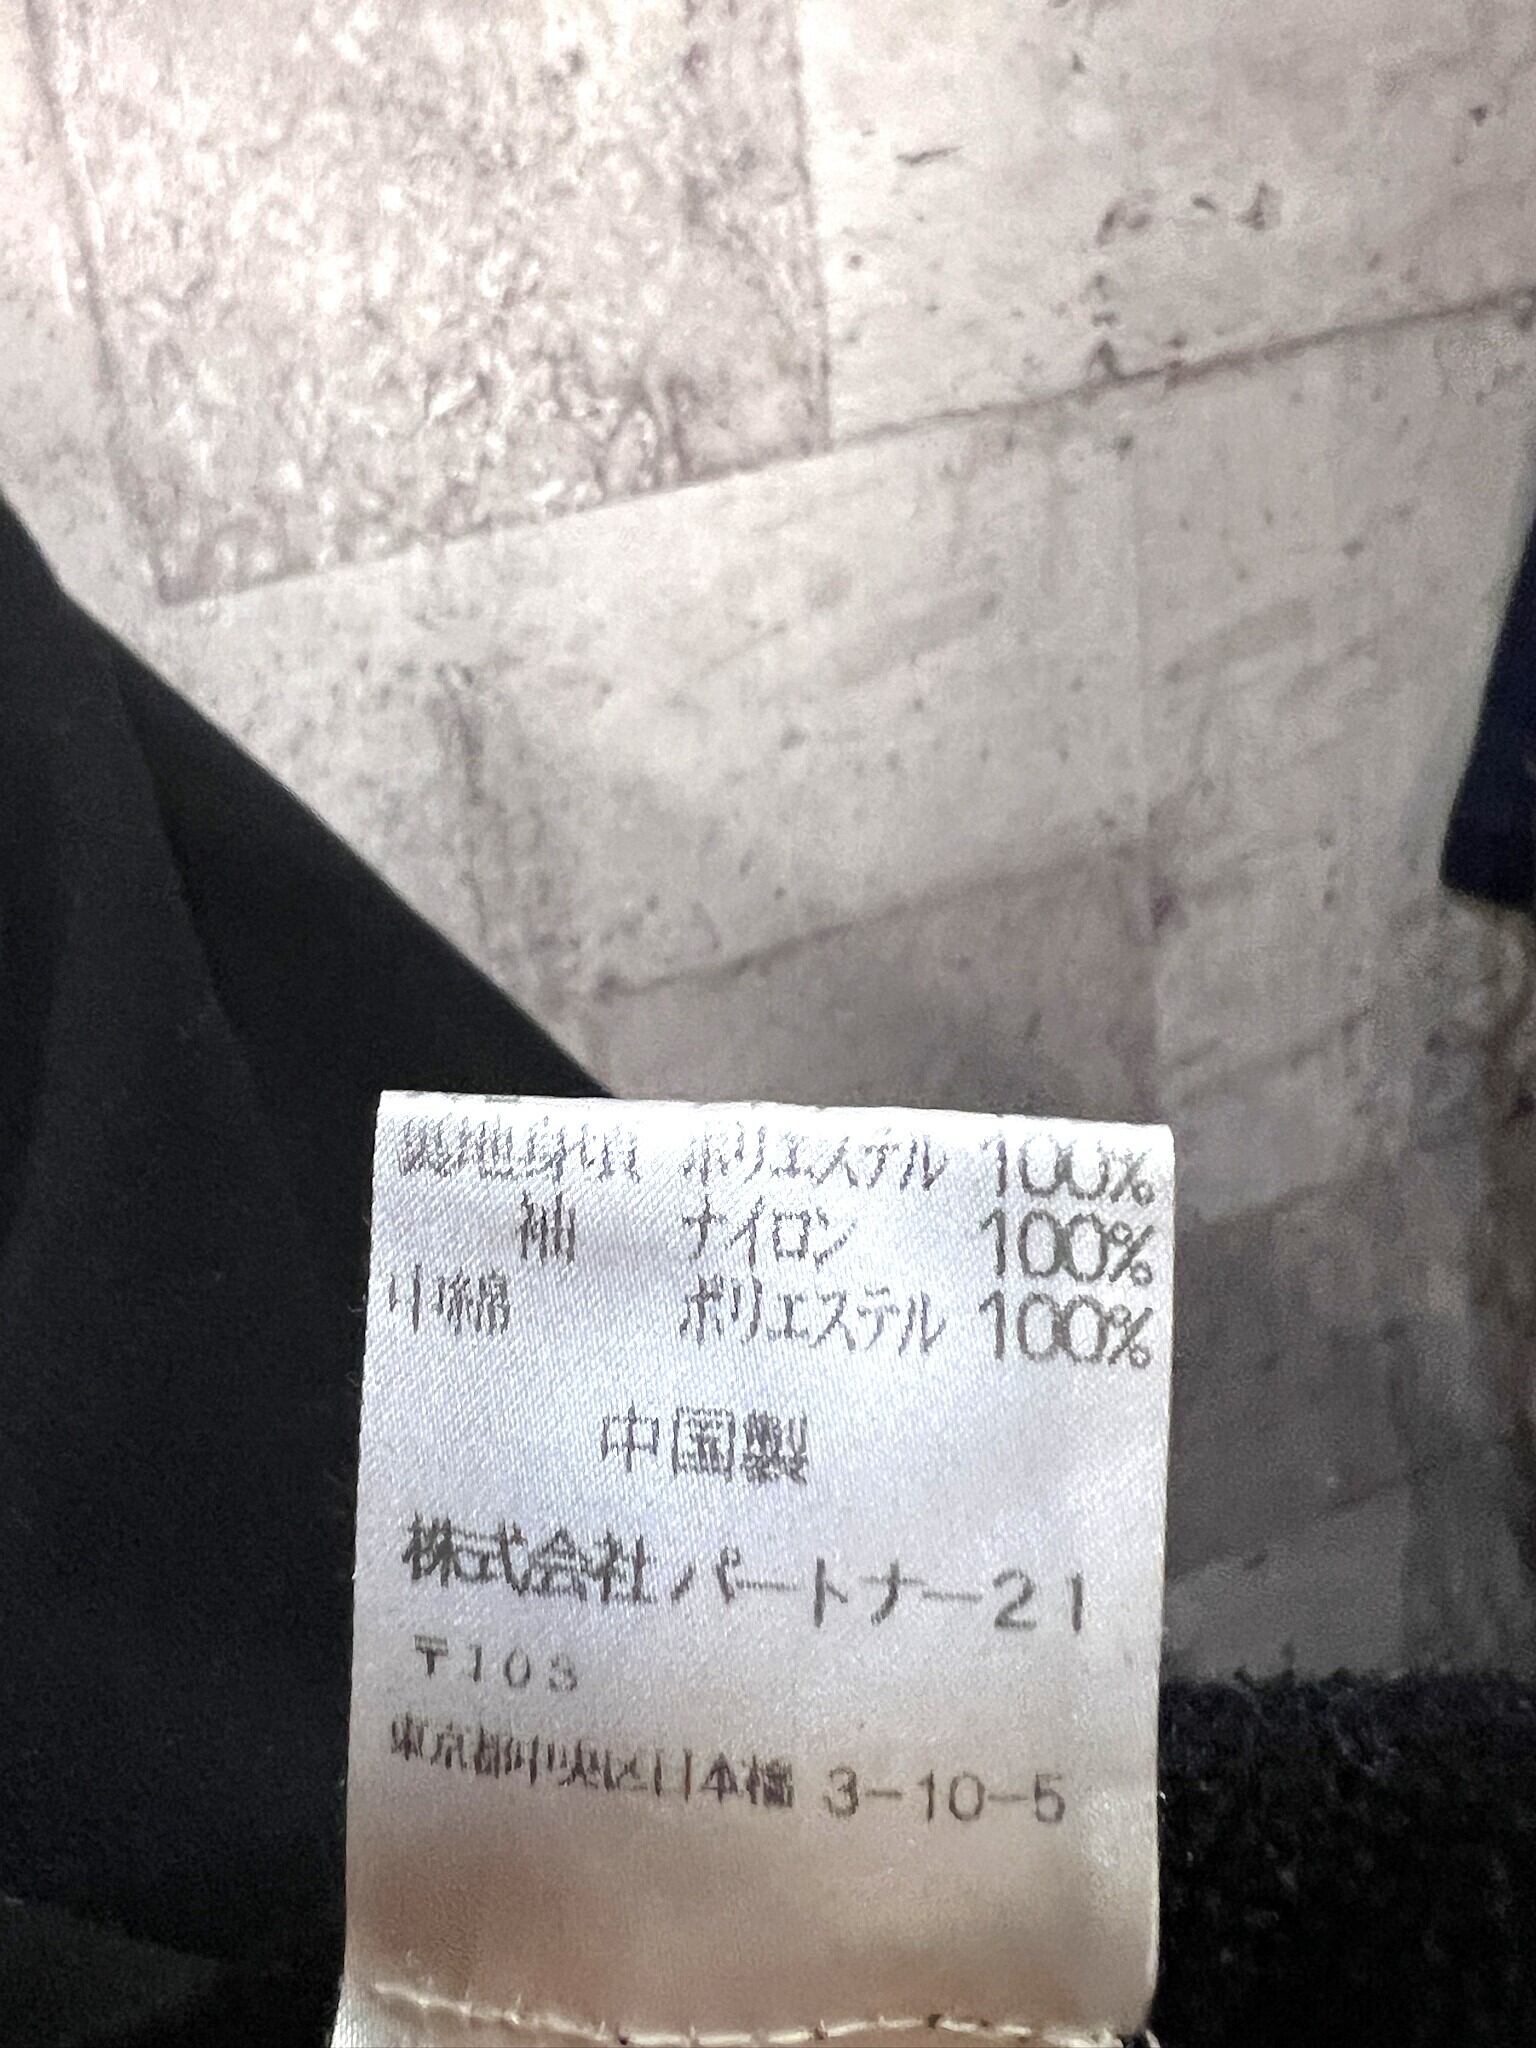 裏地身頃 ポリエステル 100%
袖 ナイロン 100%
中綿 ポリエステル 100%
中国製
株式会社パートナー21
〒103
東京都中央区日本橋 3-10-5